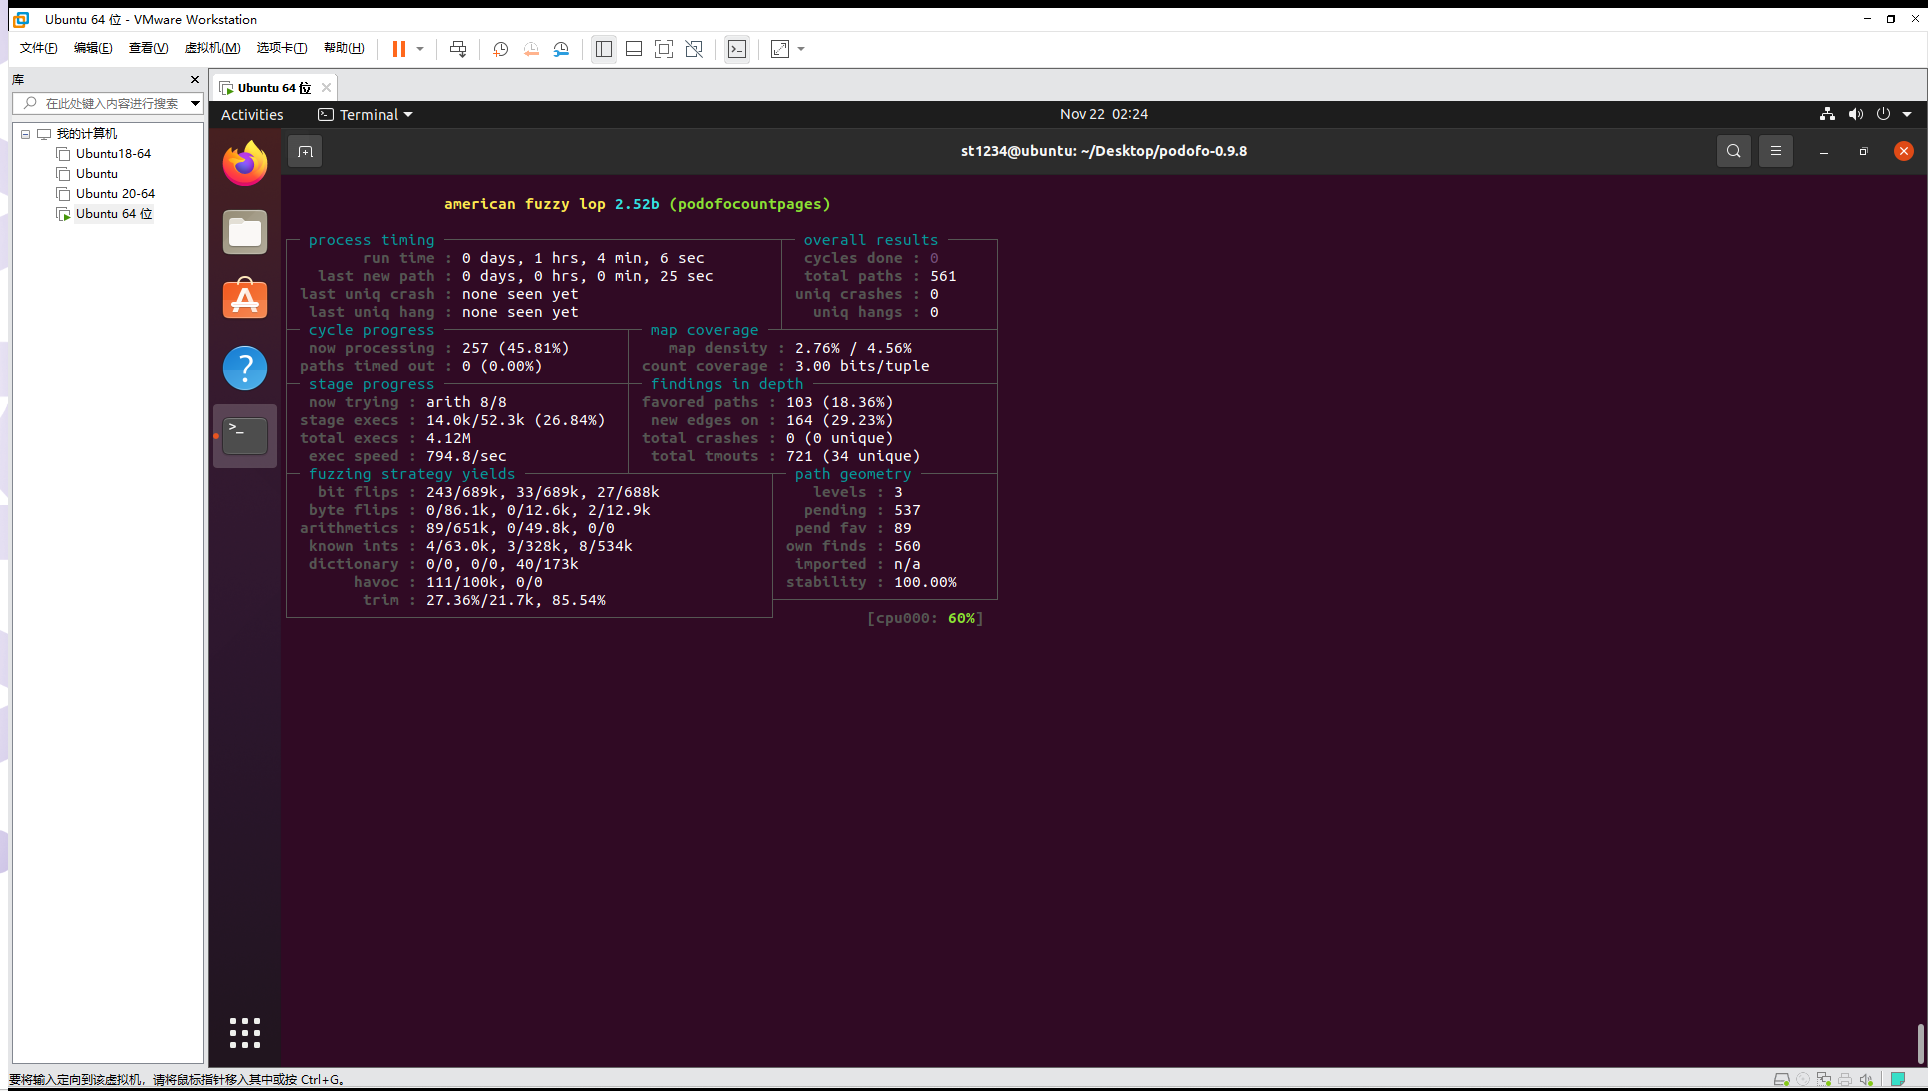 Ubuntu 64 位 - VMware Workstation
文件(F) 编辑(E) 查看(V) 虚拟机(M) 选项卡(T) 帮助(H)
库
在此处键入内容进行搜索
我的计算机
Ubuntu18-64
Ubuntu
Ubuntu 20-64
Ubuntu 64 位
Ubuntu 64 位
Activities Terminal Nov 22 02:24
st1234@ubuntu: ~/Desktop/podofo-0.9.8
american fuzzy lop 2.52b (podofocountpages)
process timing overall results
run time : 0 days, 1 hrs, 4 min, 6 sec cycles done : 0
last new path : 0 days, 0 hrs, 0 min, 25 sec total paths : 561
last uniq crash : none seen yet uniq crashes : 0
last uniq hang : none seen yet uniq hangs : 0
cycle progress map coverage
now processing : 257 (45.81%) map density : 2.76% / 4.56%
paths timed out : 0 (0.00%) count coverage : 3.00 bits/tuple
stage progress findings in depth
now trying : arith 8/8 favored paths : 103 (18.36%)
stage execs : 14.0k/52.3k (26.84%) new edges on : 164 (29.23%)
total execs : 4.12M total crashes : 0 (0 unique)
exec speed : 794.8/sec total tmouts : 721 (34 unique)
fuzzing strategy yields path geometry
bit flips : 243/689k, 33/689k, 27/688k levels : 3
byte flips : 0/86.1k, 0/12.6k, 2/12.9k pending : 537
arithmetics : 89/651k, 0/49.8k, 0/0 pend fav : 89
known ints : 4/63.0k, 3/328k, 8/534k own finds : 560
dictionary : 0/0, 0/0, 40/173k imported : n/a
havoc : 111/100k, 0/0 stability : 100.00%
trim : 27.36%/21.7k, 85.54%
[cpu000: 60%]
要将输入定向到该虚拟机，请将鼠标指针移入其中或按 Ctrl+G。